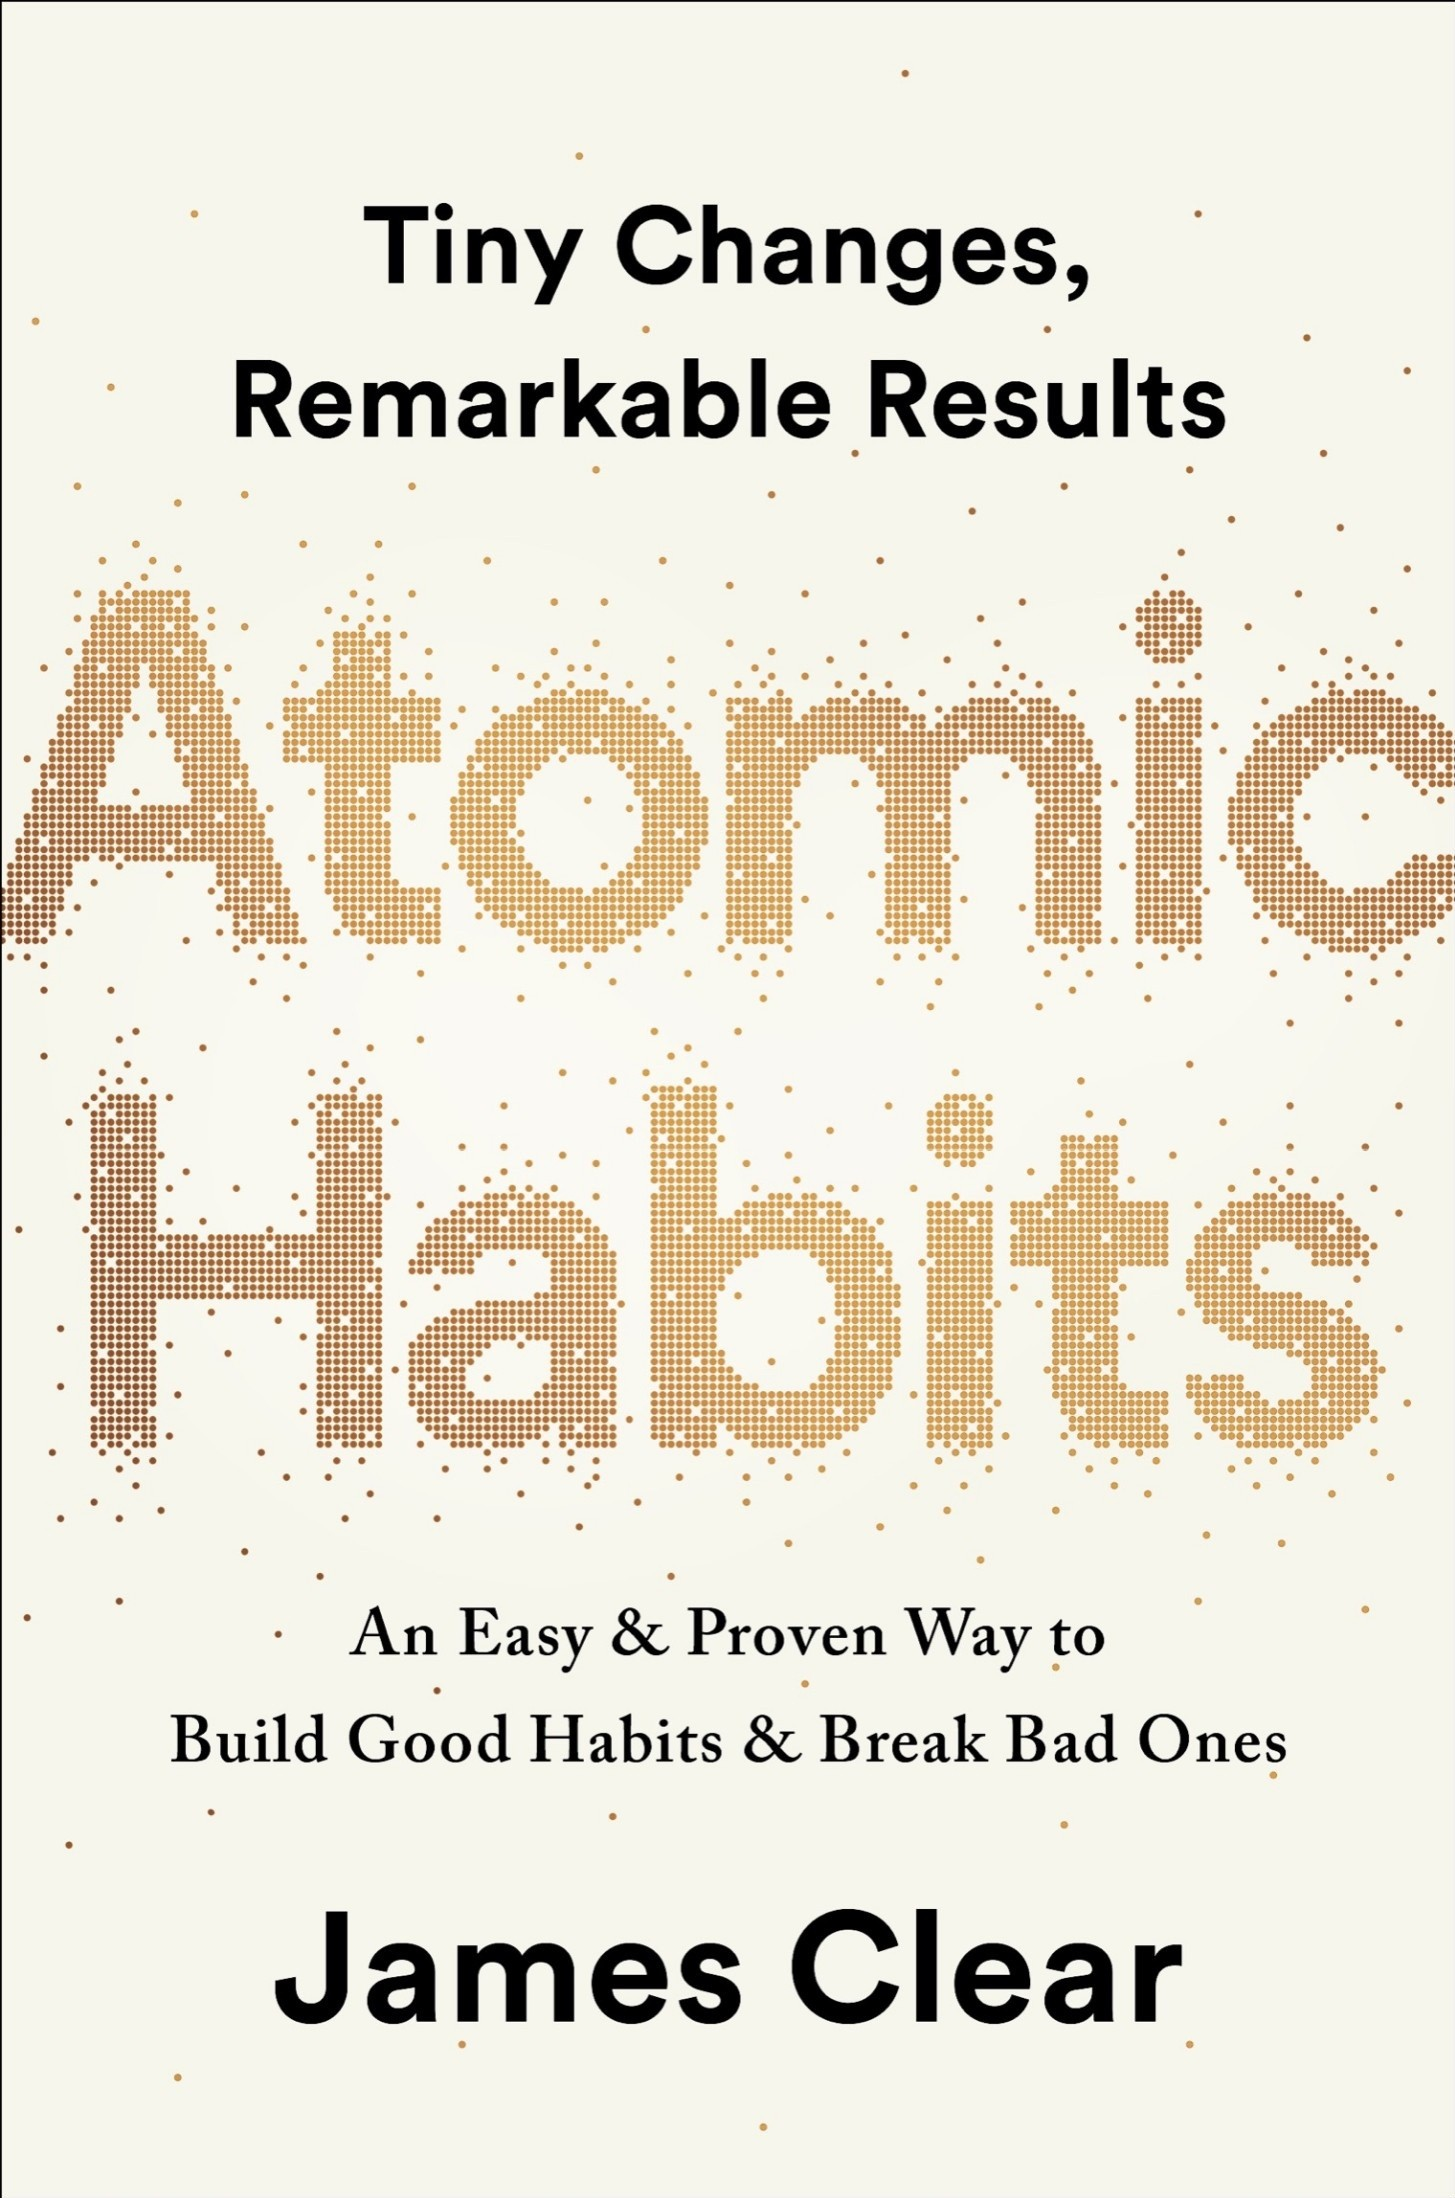 Tiny Changes,
Remarkable Results
Atomic
Habits
An Easy & Proven Way to
Build Good Habits & Break Bad Ones
James Clear